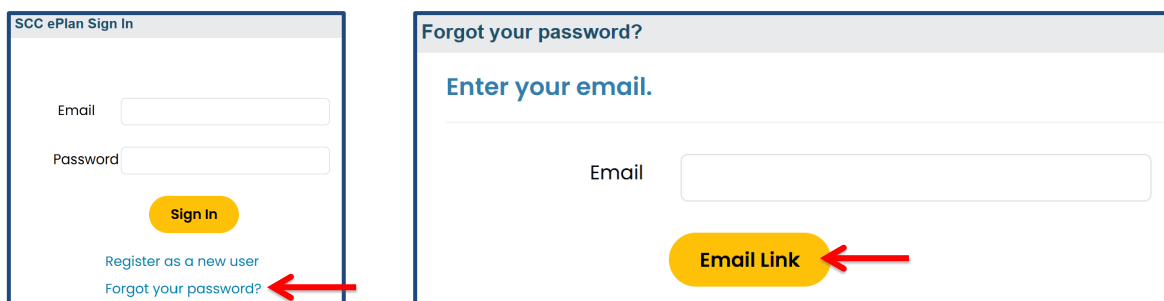 SCC ePlan Sign In
Email
Password
Sign In
Register as a new user
Forgot your password?
Forgot your password?
Enter your email.
Email
Email Link